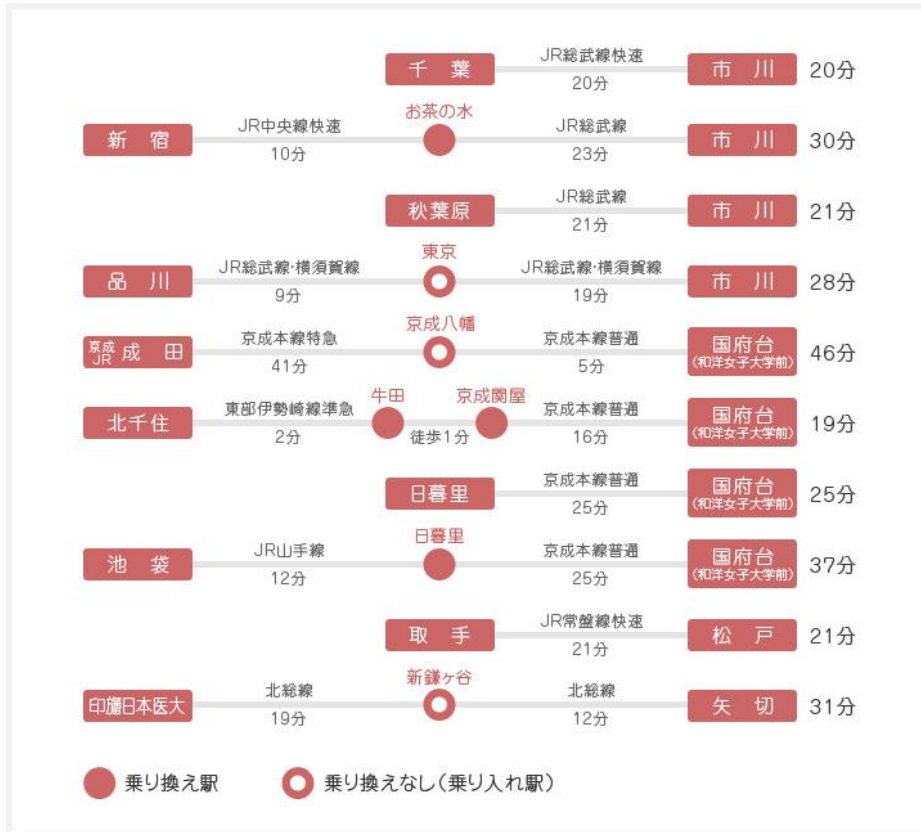 千葉 JR総武線快速 20分 市川 20分
新宿 JR中央線快速 10分 お茶の水 JR総武線 23分 市川 30分
秋葉原 JR総武線 21分 市川 21分
品川 JR総武線・横須賀線 9分 東京 JR総武線・横須賀線 19分 市川 28分
京成JR 成田 京成本線特急 41分 京成八幡 京成本線普通 5分 国府台(和洋女子大学前) 46分
北千住 東部伊勢崎線準急 2分 牛田 徒歩1分 京成関屋 京成本線普通 16分 国府台(和洋女子大学前) 19分
日暮里 京成本線普通 25分 国府台(和洋女子大学前) 25分
池袋 JR山手線 12分 日暮里 京成本線普通 25分 国府台(和洋女子大学前) 37分
取手 JR常盤線快速 21分 松戸 21分
印旛日本医大 北総線 19分 新鎌ヶ谷 北総線 12分 矢切 31分
乗り換え駅 乗り換えなし(乗り入れ駅)